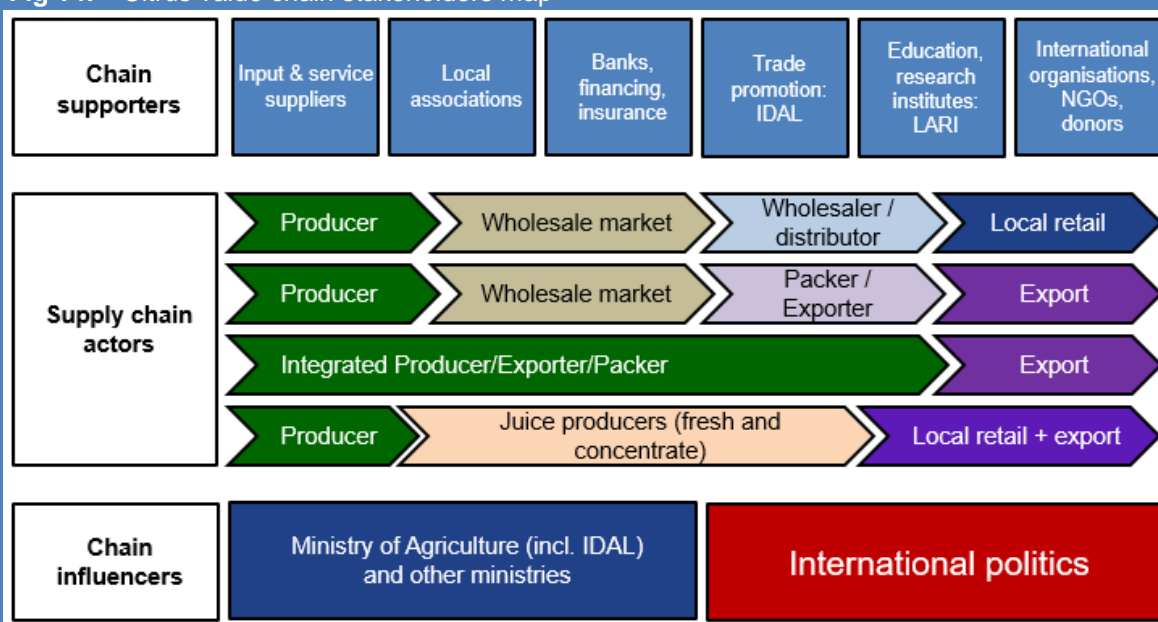 Chain
supporters
Input & service
suppliers
Local
associations
Banks,
financing,
insurance
Trade
promotion:
IDAL
Education,
research
institutes:
LARI
International
organisations,
NGOs,
donors
Supply chain
actors
Producer
Wholesale market
Wholesaler /
distributor
Local retail
Producer
Wholesale market
Packer /
Exporter
Export
Integrated Producer/Exporter/Packer
Export
Producer
Juice producers (fresh and
concentrate)
Local retail + export
Chain
influencers
Ministry of Agriculture (incl. IDAL)
and other ministries
International politics